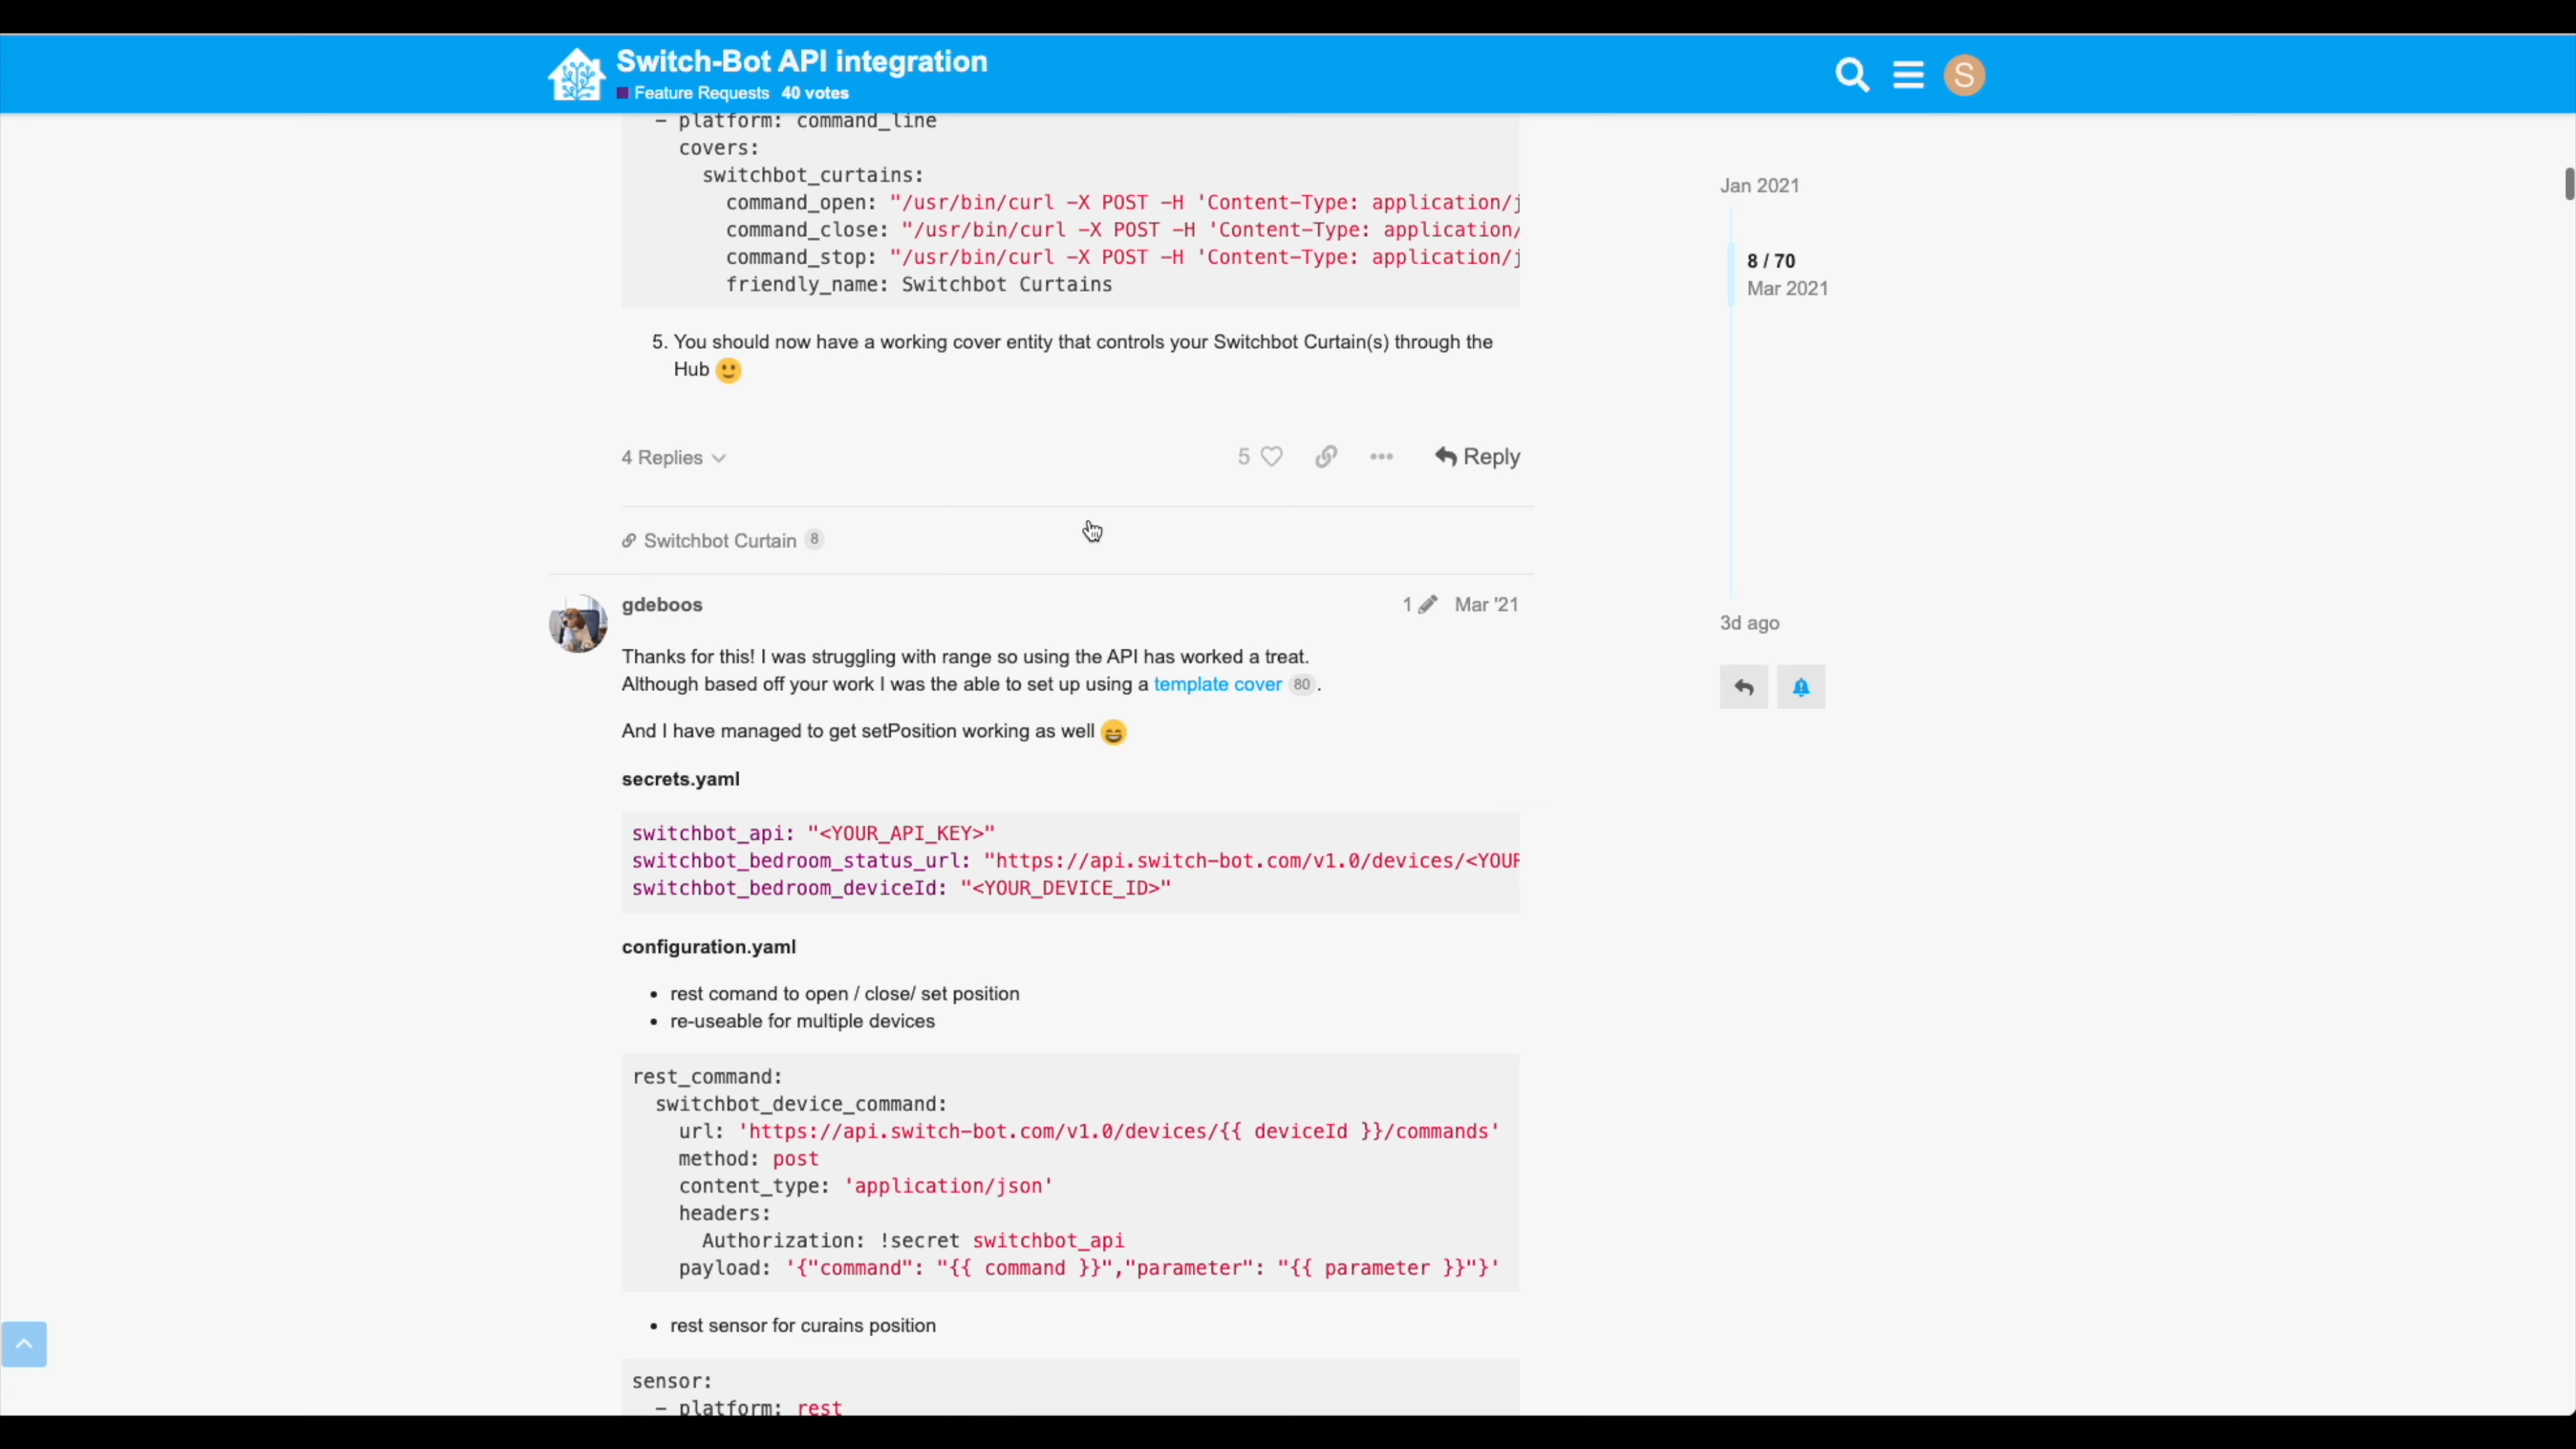 Switch-Bot API integration
Feature Requests 40 votes
S
- platform: command_line
covers:
switchbot_curtains:
command_open: "/usr/bin/curl -X POST -H 'Content-Type: application/j
command_close: "/usr/bin/curl -X POST -H 'Content-Type: application/
command_stop: "/usr/bin/curl -X POST -H 'Content-Type: application/j
friendly_name: Switchbot Curtains
5. You should now have a working cover entity that controls your Switchbot Curtain(s) through the
Hub
4 Replies
5
Reply
Switchbot Curtain 8
gdeboos
1
Mar '21
Thanks for this! I was struggling with range so using the API has worked a treat.
Although based off your work I was the able to set up using a template cover 80 .
And I have managed to get setPosition working as well
secrets.yaml
switchbot_api: "<YOUR_API_KEY>"
switchbot_bedroom_status_url: "https://api.switch-bot.com/v1.0/devices/<YOUR
switchbot_bedroom_deviceId: "<YOUR_DEVICE_ID>"
configuration.yaml
• rest comand to open / close/ set position
• re-useable for multiple devices
rest_command:
switchbot_device_command:
url: 'https://api.switch-bot.com/v1.0/devices/{{ deviceId }}/commands'
method: post
content_type: 'application/json'
headers:
Authorization: !secret switchbot_api
payload: '{"command": "{{ command }}","parameter": "{{ parameter }}"}'
• rest sensor for curains position
sensor:
- platform: rest
Jan 2021
8 / 70
Mar 2021
3d ago